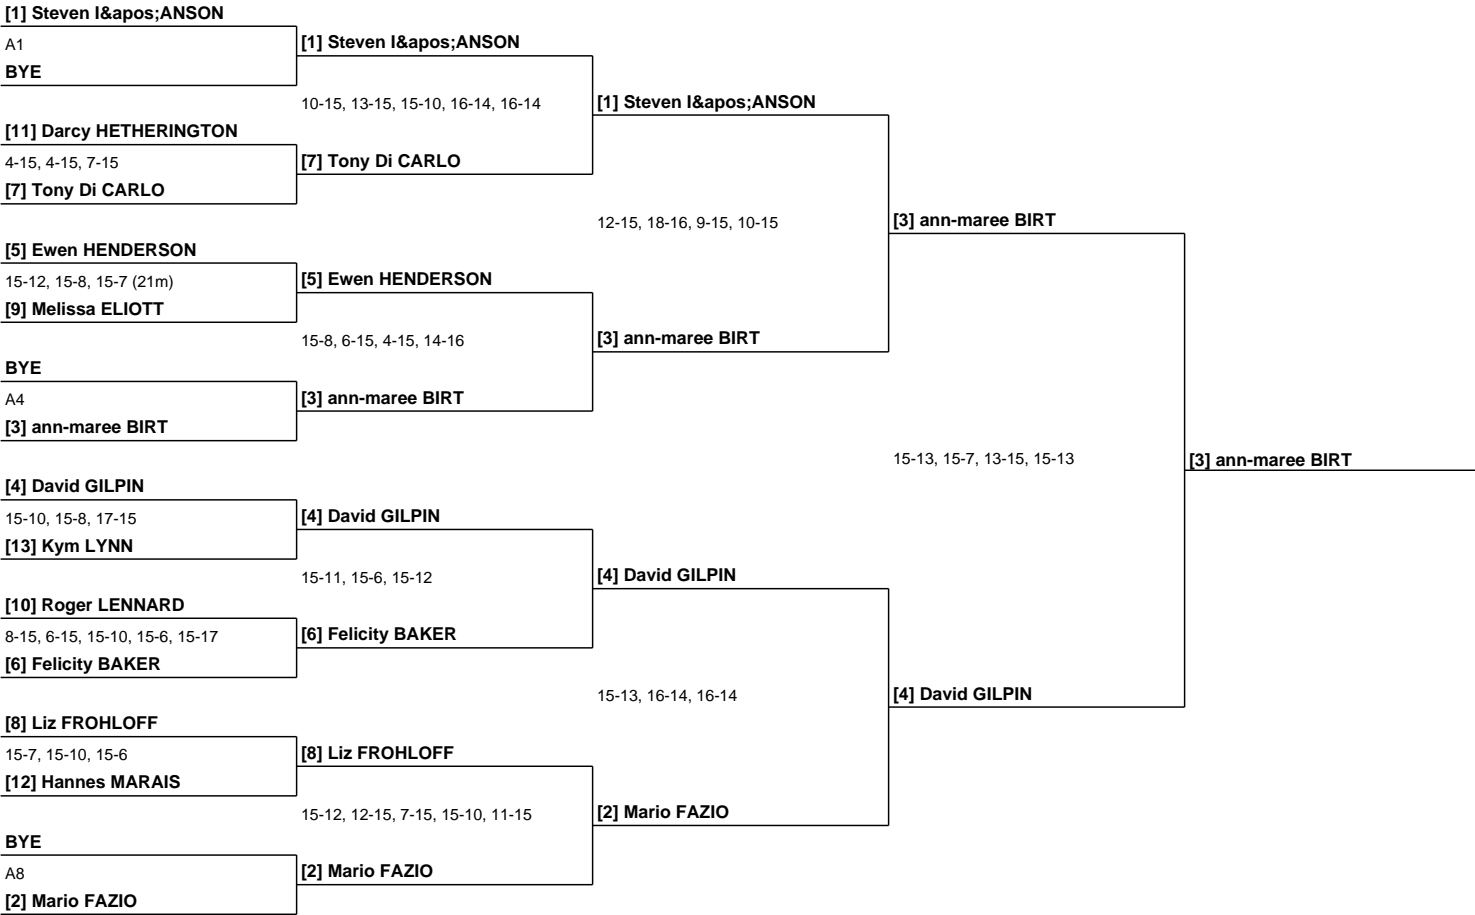 [1] Steven I&apos;ANSON
A1
BYE
[11] Darcy HETHERINGTON
4-15, 4-15, 7-15
[7] Tony Di CARLO
[5] Ewen HENDERSON
15-12, 15-8, 15-7 (21m)
[9] Melissa ELIOTT
BYE
A4
[3] ann-maree BIRT
[4] David GILPIN
15-10, 15-8, 17-15
[13] Kym LYNN
[10] Roger LENNARD
8-15, 6-15, 15-10, 15-6, 15-17
[6] Felicity BAKER
[8] Liz FROHLOFF
15-7, 15-10, 15-6
[12] Hannes MARAIS
BYE
A8
[2] Mario FAZIO
[1] Steven I&apos;ANSON
10-15, 13-15, 15-10, 16-14, 16-14
[7] Tony Di CARLO
[5] Ewen HENDERSON
15-8, 6-15, 4-15, 14-16
[3] ann-maree BIRT
[4] David GILPIN
15-11, 15-6, 15-12
[6] Felicity BAKER
[8] Liz FROHLOFF
15-12, 12-15, 7-15, 15-10, 11-15
[2] Mario FAZIO
[1] Steven I&apos;ANSON
12-15, 18-16, 9-15, 10-15
[3] ann-maree BIRT
[4] David GILPIN
15-13, 16-14, 16-14
[2] Mario FAZIO
[3] ann-maree BIRT
15-13, 15-7, 13-15, 15-13
[4] David GILPIN
[3] ann-maree BIRT